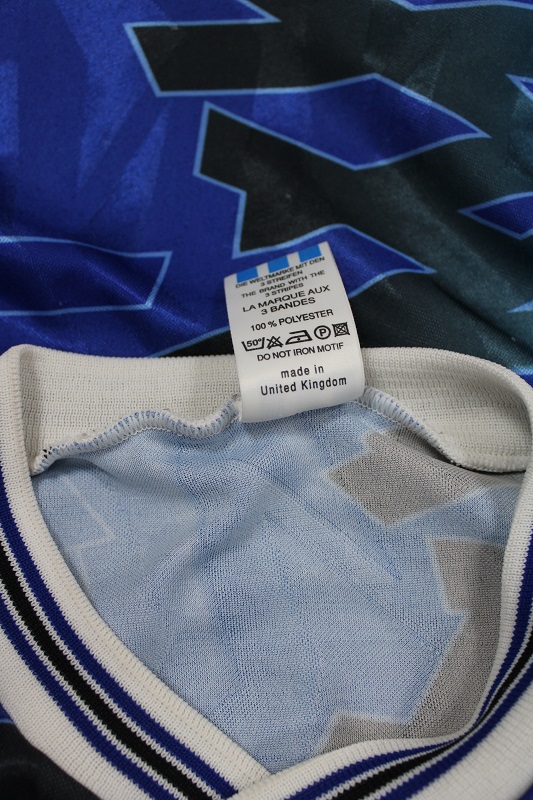 DIE WELTMARKE MIT DEN
3 STREIFEN
THE BRAND WITH THE
3 STRIPES
LA MARQUE AUX
3 BANDES
100 % POLYESTER
50° P
DO NOT IRON MOTIF
made in
United Kingdom